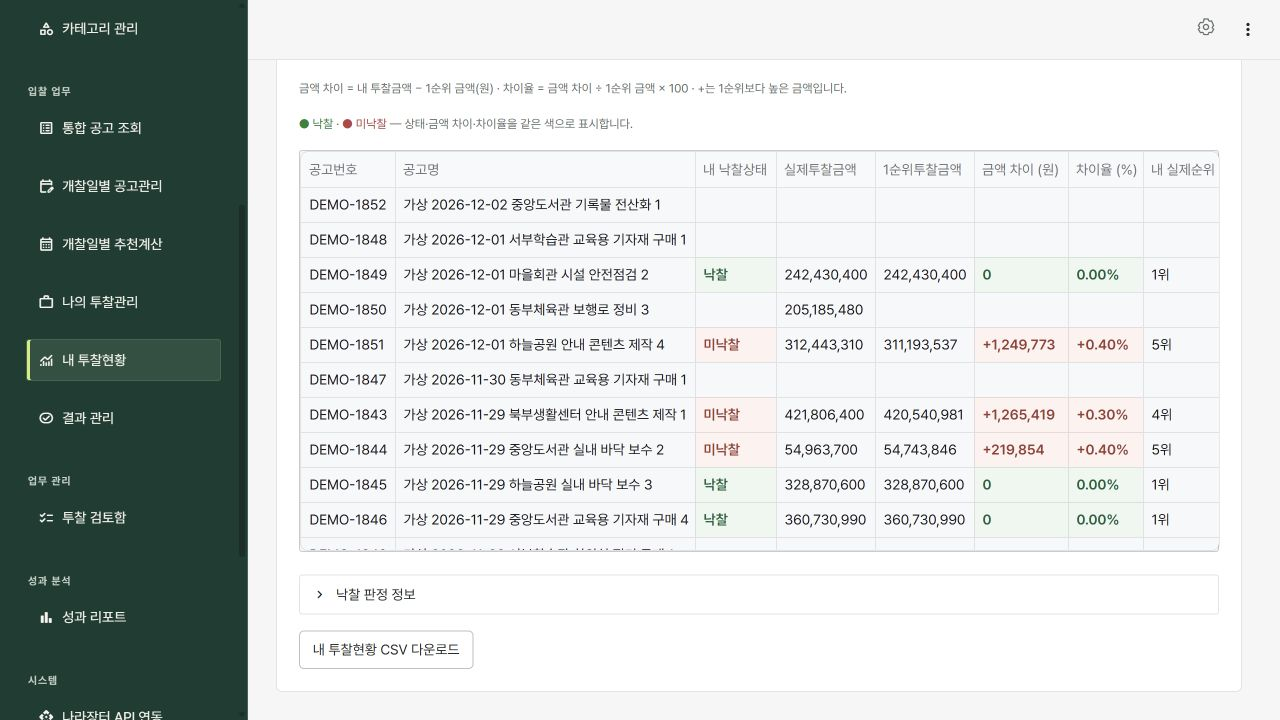 카테고리 관리
입찰 업무
통합 공고 조회
개찰일별 공고관리
개찰일별 추천계산
나의 투찰관리
내 투찰현황
결과 관리
업무 관리
투찰 검토함
성과 분석
성과 리포트
시스템
나라장터 API 연동
금액 차이 = 내 투찰금액 − 1순위 금액(원) · 차이율 = 금액 차이 ÷ 1순위 금액 × 100 · +는 1순위보다 높은 금액입니다.
● 낙찰 · ● 미낙찰 — 상태·금액 차이·차이율을 같은 색으로 표시합니다.
공고번호 공고명 내 낙찰상태 실제투찰금액 1순위투찰금액 금액 차이 (원) 차이율 (%) 내 실제순위
DEMO-1852 가상 2026-12-02 중앙도서관 기록물 전산화 1
DEMO-1848 가상 2026-12-01 서부학습관 교육용 기자재 구매 1
DEMO-1849 가상 2026-12-01 마을회관 시설 안전점검 2 낙찰 242,430,400 242,430,400 0 0.00% 1위
DEMO-1850 가상 2026-12-01 동부체육관 보행로 정비 3 205,185,480
DEMO-1851 가상 2026-12-01 하늘공원 안내 콘텐츠 제작 4 미낙찰 312,443,310 311,193,537 +1,249,773 +0.40% 5위
DEMO-1847 가상 2026-11-30 동부체육관 교육용 기자재 구매 1
DEMO-1843 가상 2026-11-29 북부생활센터 안내 콘텐츠 제작 1 미낙찰 421,806,400 420,540,981 +1,265,419 +0.30% 4위
DEMO-1844 가상 2026-11-29 중앙도서관 실내 바닥 보수 2 미낙찰 54,963,700 54,743,846 +219,854 +0.40% 5위
DEMO-1845 가상 2026-11-29 하늘공원 실내 바닥 보수 3 낙찰 328,870,600 328,870,600 0 0.00% 1위
DEMO-1846 가상 2026-11-29 중앙도서관 교육용 기자재 구매 4 낙찰 360,730,990 360,730,990 0 0.00% 1위
낙찰 판정 정보
내 투찰현황 CSV 다운로드